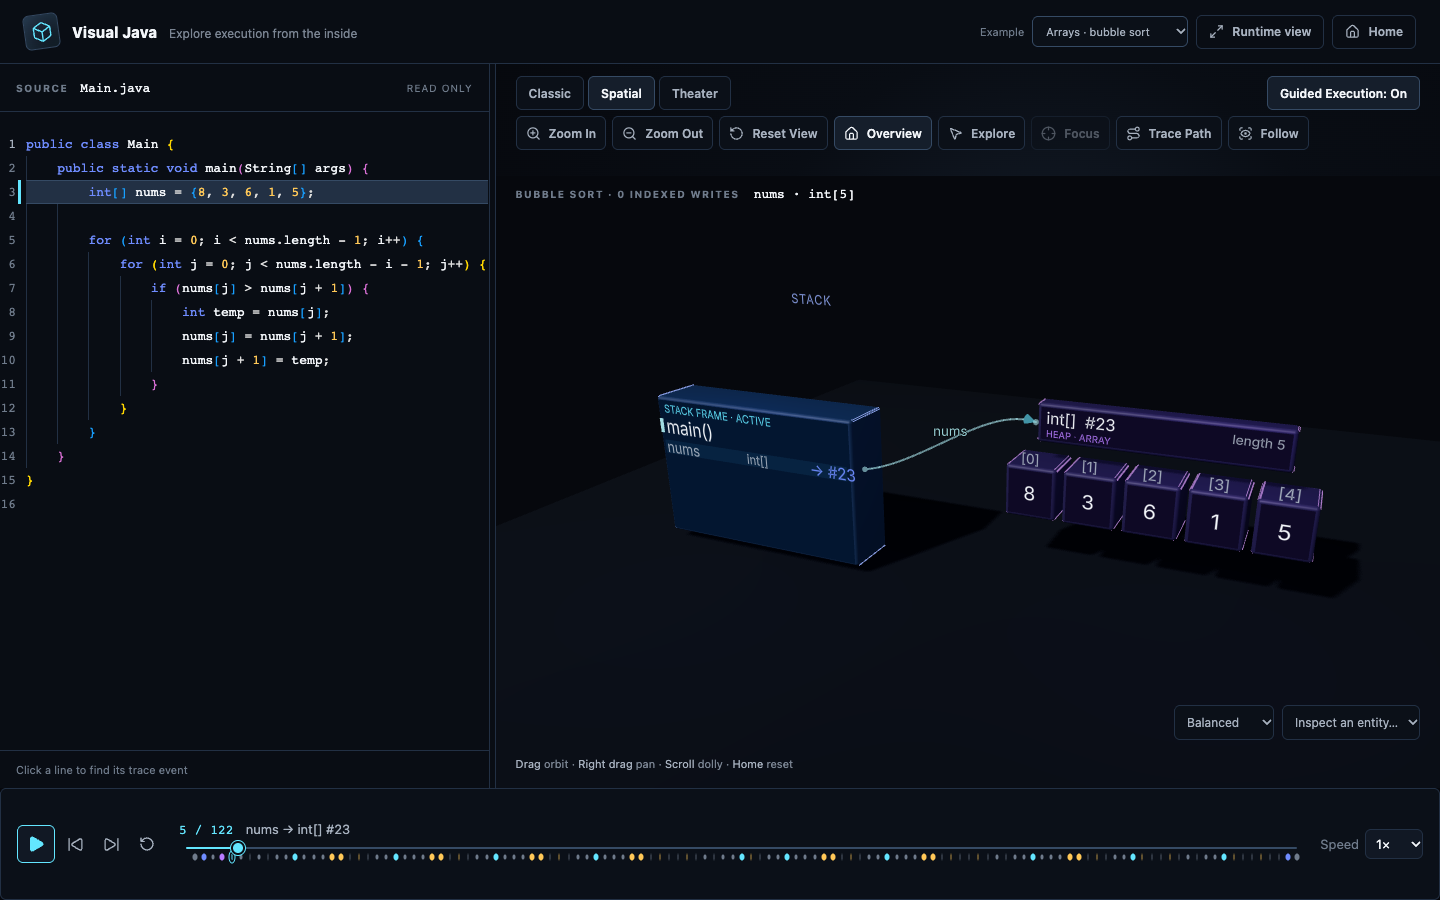 Visual Java Explore execution from the inside
Example Arrays · bubble sort Runtime view Home
SOURCE Main.java READ ONLY
1 public class Main {
2 public static void main(String[] args) {
3 int[] nums = {8, 3, 6, 1, 5};
4
5 for (int i = 0; i < nums.length - 1; i++) {
6 for (int j = 0; j < nums.length - i - 1; j++) {
7 if (nums[j] > nums[j + 1]) {
8 int temp = nums[j];
9 nums[j] = nums[j + 1];
10 nums[j + 1] = temp;
11 }
12 }
13 }
14 }
15 }
16
Click a line to find its trace event
Classic Spatial Theater Guided Execution: On
Zoom In Zoom Out Reset View Overview Explore Focus Trace Path Follow
BUBBLE SORT · 0 INDEXED WRITES nums · int[5]
STACK
STACK FRAME · ACTIVE
main()
nums int[] → #23
nums
int[] #23
HEAP · ARRAY length 5
[0] [1] [2] [3] [4]
8 3 6 1 5
Balanced Inspect an entity...
Drag orbit · Right drag pan · Scroll dolly · Home reset
5 / 122 nums → int[] #23
Speed 1×